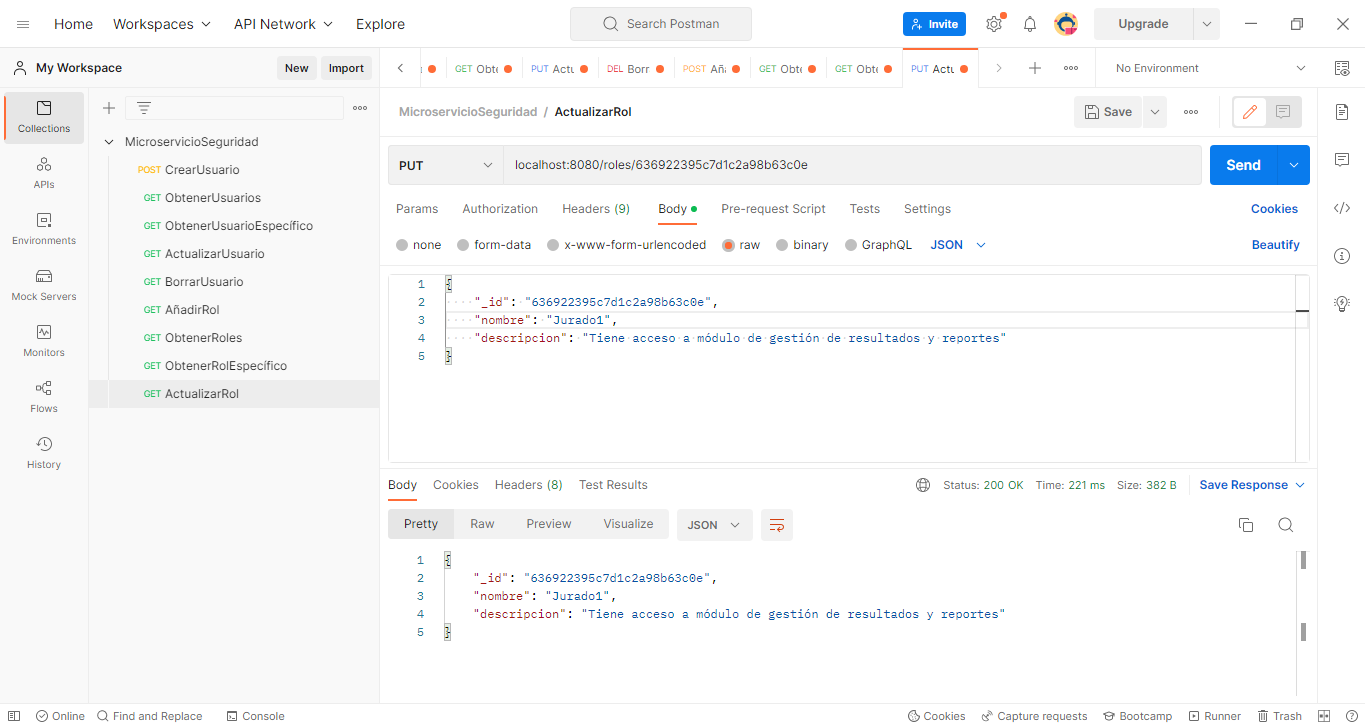 Home Workspaces API Network Explore Search Postman Invite Upgrade
My Workspace New Import GET Obte PUT Actu DEL Borr POST Aña GET Obte GET Obte PUT Actu No Environment
Collections
APIs
Environments
Mock Servers
Monitors
Flows
History
MicroservicioSeguridad
POST CrearUsuario
GET ObtenerUsuarios
GET ObtenerUsuarioEspecífico
GET ActualizarUsuario
GET BorrarUsuario
GET AñadirRol
GET ObtenerRoles
GET ObtenerRolEspecífico
GET ActualizarRol
MicroservicioSeguridad / ActualizarRol Save
PUT localhost:8080/roles/636922395c7d1c2a98b63c0e Send
Params Authorization Headers (9) Body Pre-request Script Tests Settings Cookies
none form-data x-www-form-urlencoded raw binary GraphQL JSON Beautify
1 {
2 "_id": "636922395c7d1c2a98b63c0e",
3 "nombre": "Jurado1",
4 "descripcion": "Tiene acceso a módulo de gestión de resultados y reportes"
5 }
Body Cookies Headers (8) Test Results Status: 200 OK Time: 221 ms Size: 382 B Save Response
Pretty Raw Preview Visualize JSON
1 {
2 "_id": "636922395c7d1c2a98b63c0e",
3 "nombre": "Jurado1",
4 "descripcion": "Tiene acceso a módulo de gestión de resultados y reportes"
5 }
Online Find and Replace Console Cookies Capture requests Bootcamp Runner Trash